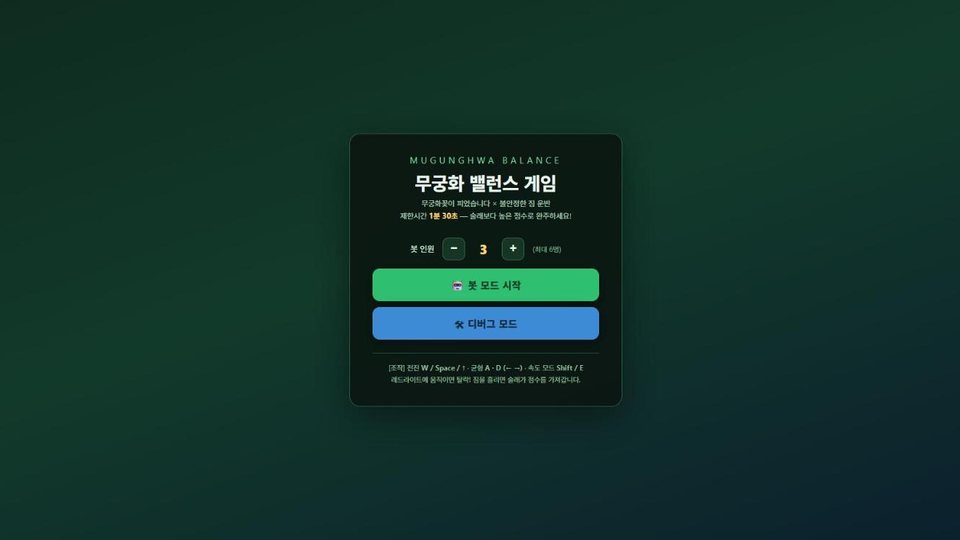 MUGUNGHWA BALANCE
무궁화 밸런스 게임
무궁화꽃이 피었습니다 × 불안정한 짐 운반
제한시간 1분 30초 — 술래보다 높은 점수로 완주하세요!
봇 인원 − 3 + (최대 6명)
봇 모드 시작
디버그 모드
[조작] 전진 W / Space / ↑ · 균형 A · D (← →) · 속도 모드 Shift / E
레드라이트에 움직이면 탈락! 짐을 흘리면 술래가 점수를 가져갑니다.